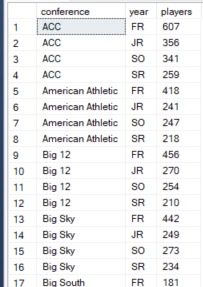 conference year players
1 ACC FR 607
2 ACC JR 356
3 ACC SO 341
4 ACC SR 259
5 American Athletic FR 418
6 American Athletic JR 241
7 American Athletic SO 247
8 American Athletic SR 218
9 Big 12 FR 456
10 Big 12 JR 270
11 Big 12 SO 254
12 Big 12 SR 210
13 Big Sky FR 442
14 Big Sky JR 249
15 Big Sky SO 273
16 Big Sky SR 234
17 Big South FR 181